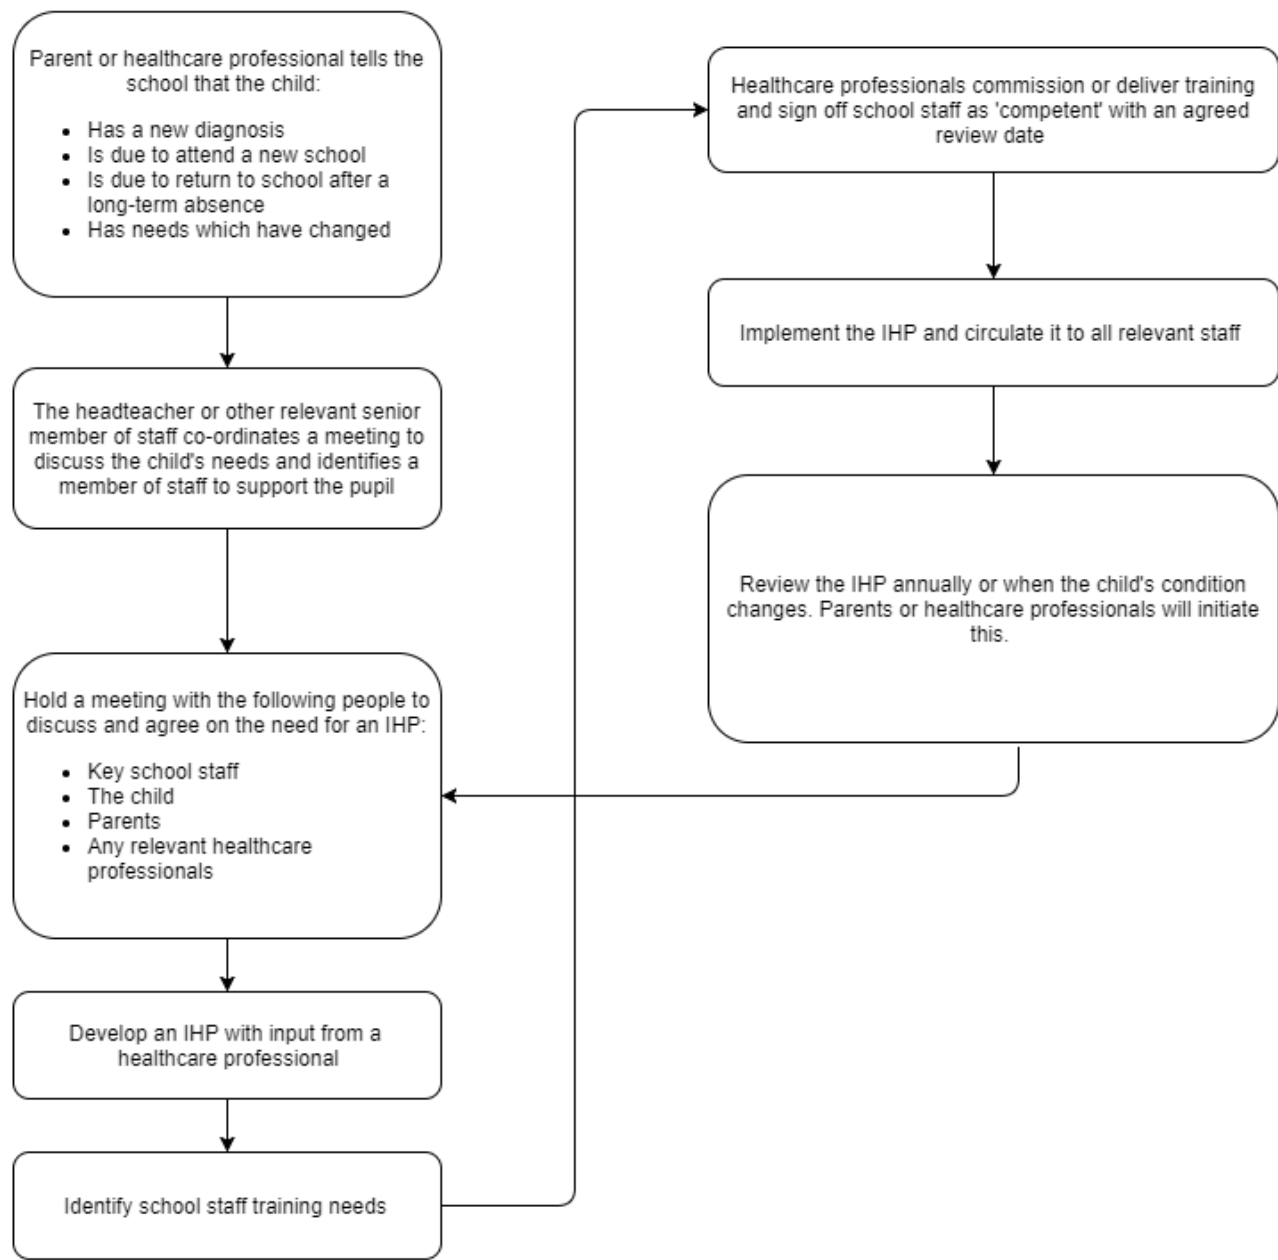 Parent or healthcare professional tells the
school that the child:
• Has a new diagnosis
• Is due to attend a new school
• Is due to return to school after a
long-term absence
• Has needs which have changed
The headteacher or other relevant senior
member of staff co-ordinates a meeting to
discuss the child's needs and identifies a
member of staff to support the pupil
Hold a meeting with the following people to
discuss and agree on the need for an IHP:
• Key school staff
• The child
• Parents
• Any relevant healthcare
professionals
Develop an IHP with input from a
healthcare professional
Identify school staff training needs
Healthcare professionals commission or deliver training
and sign off school staff as 'competent' with an agreed
review date
Implement the IHP and circulate it to all relevant staff
Review the IHP annually or when the child's condition
changes. Parents or healthcare professionals will initiate
this.